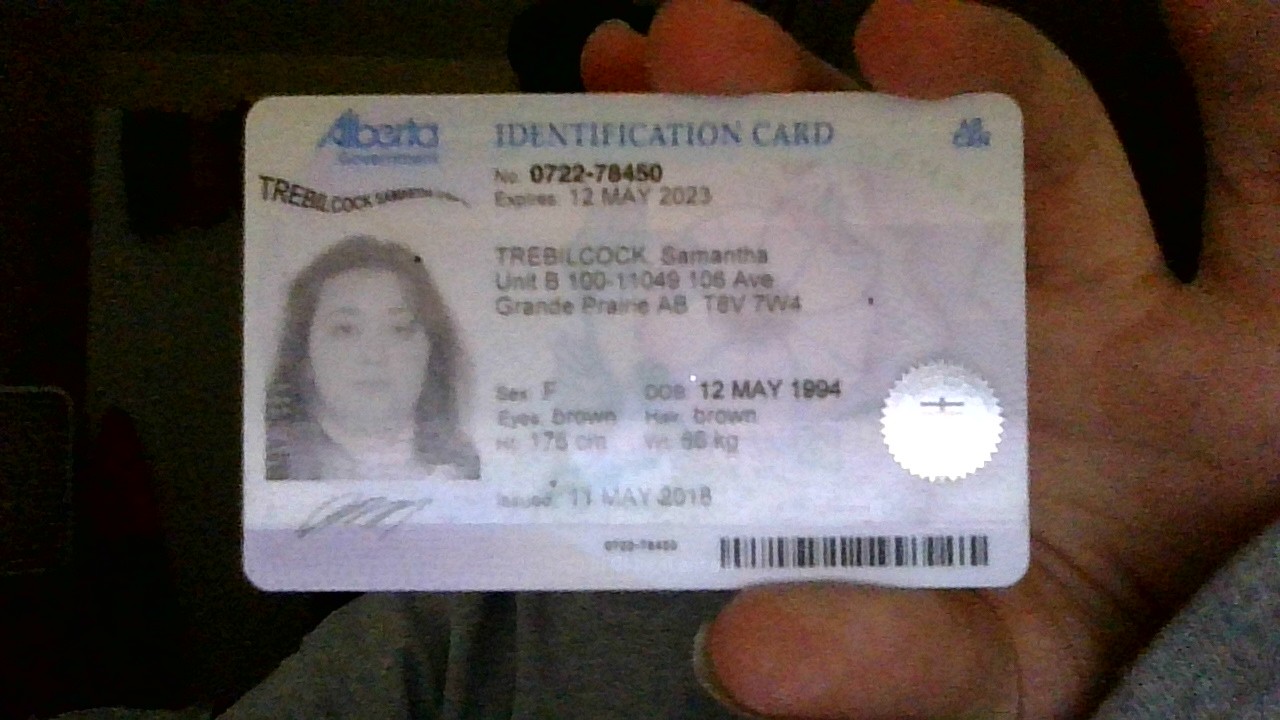 Alberta
Government
IDENTIFICATION CARD
AB
CAN
No. 0722-78450
Expires 12 MAY 2023
TREBILCOCK SAMANTHA
TREBILCOCK, Samantha
Unit B 100-11049 106 Ave
Grande Prairie AB T8V 7W4
Sex F DOB 12 MAY 1994
Eyes brown Hair brown
Ht 175 cm Wt kg
Issued 11 MAY 2018
0722-78450